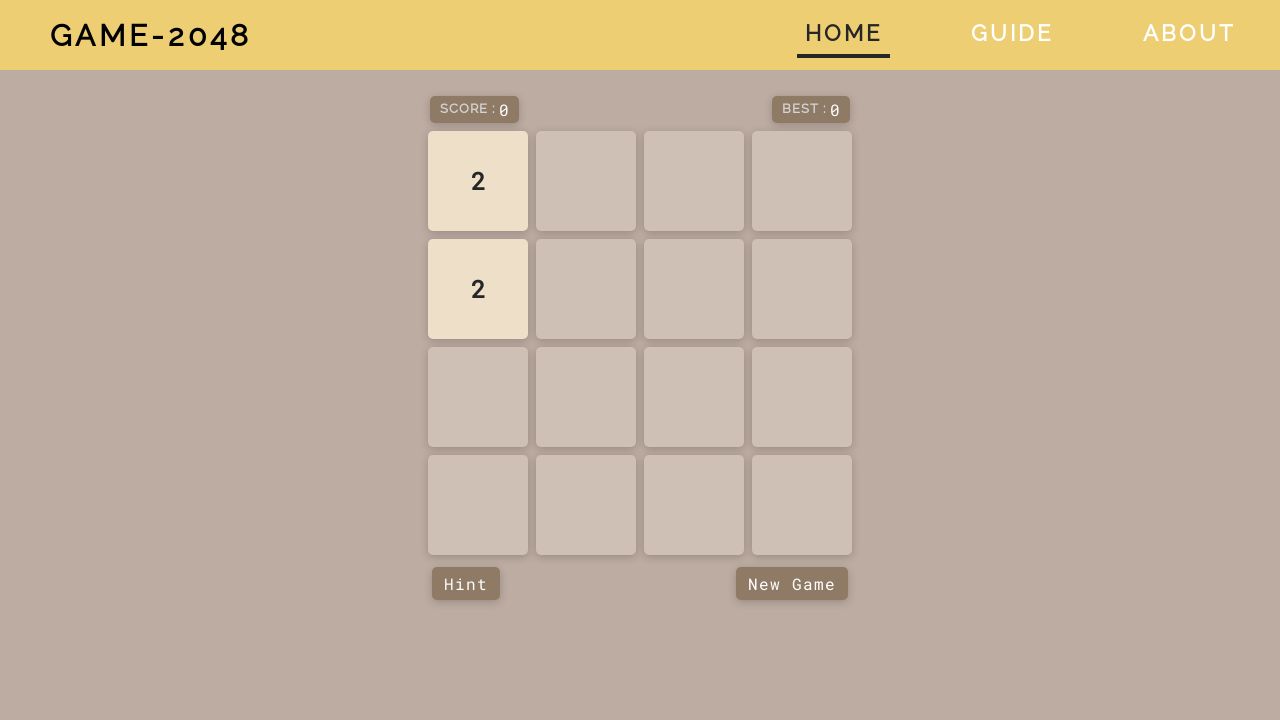 GAME-2048
HOME GUIDE ABOUT
SCORE : 0
BEST : 0
2
2
Hint
New Game